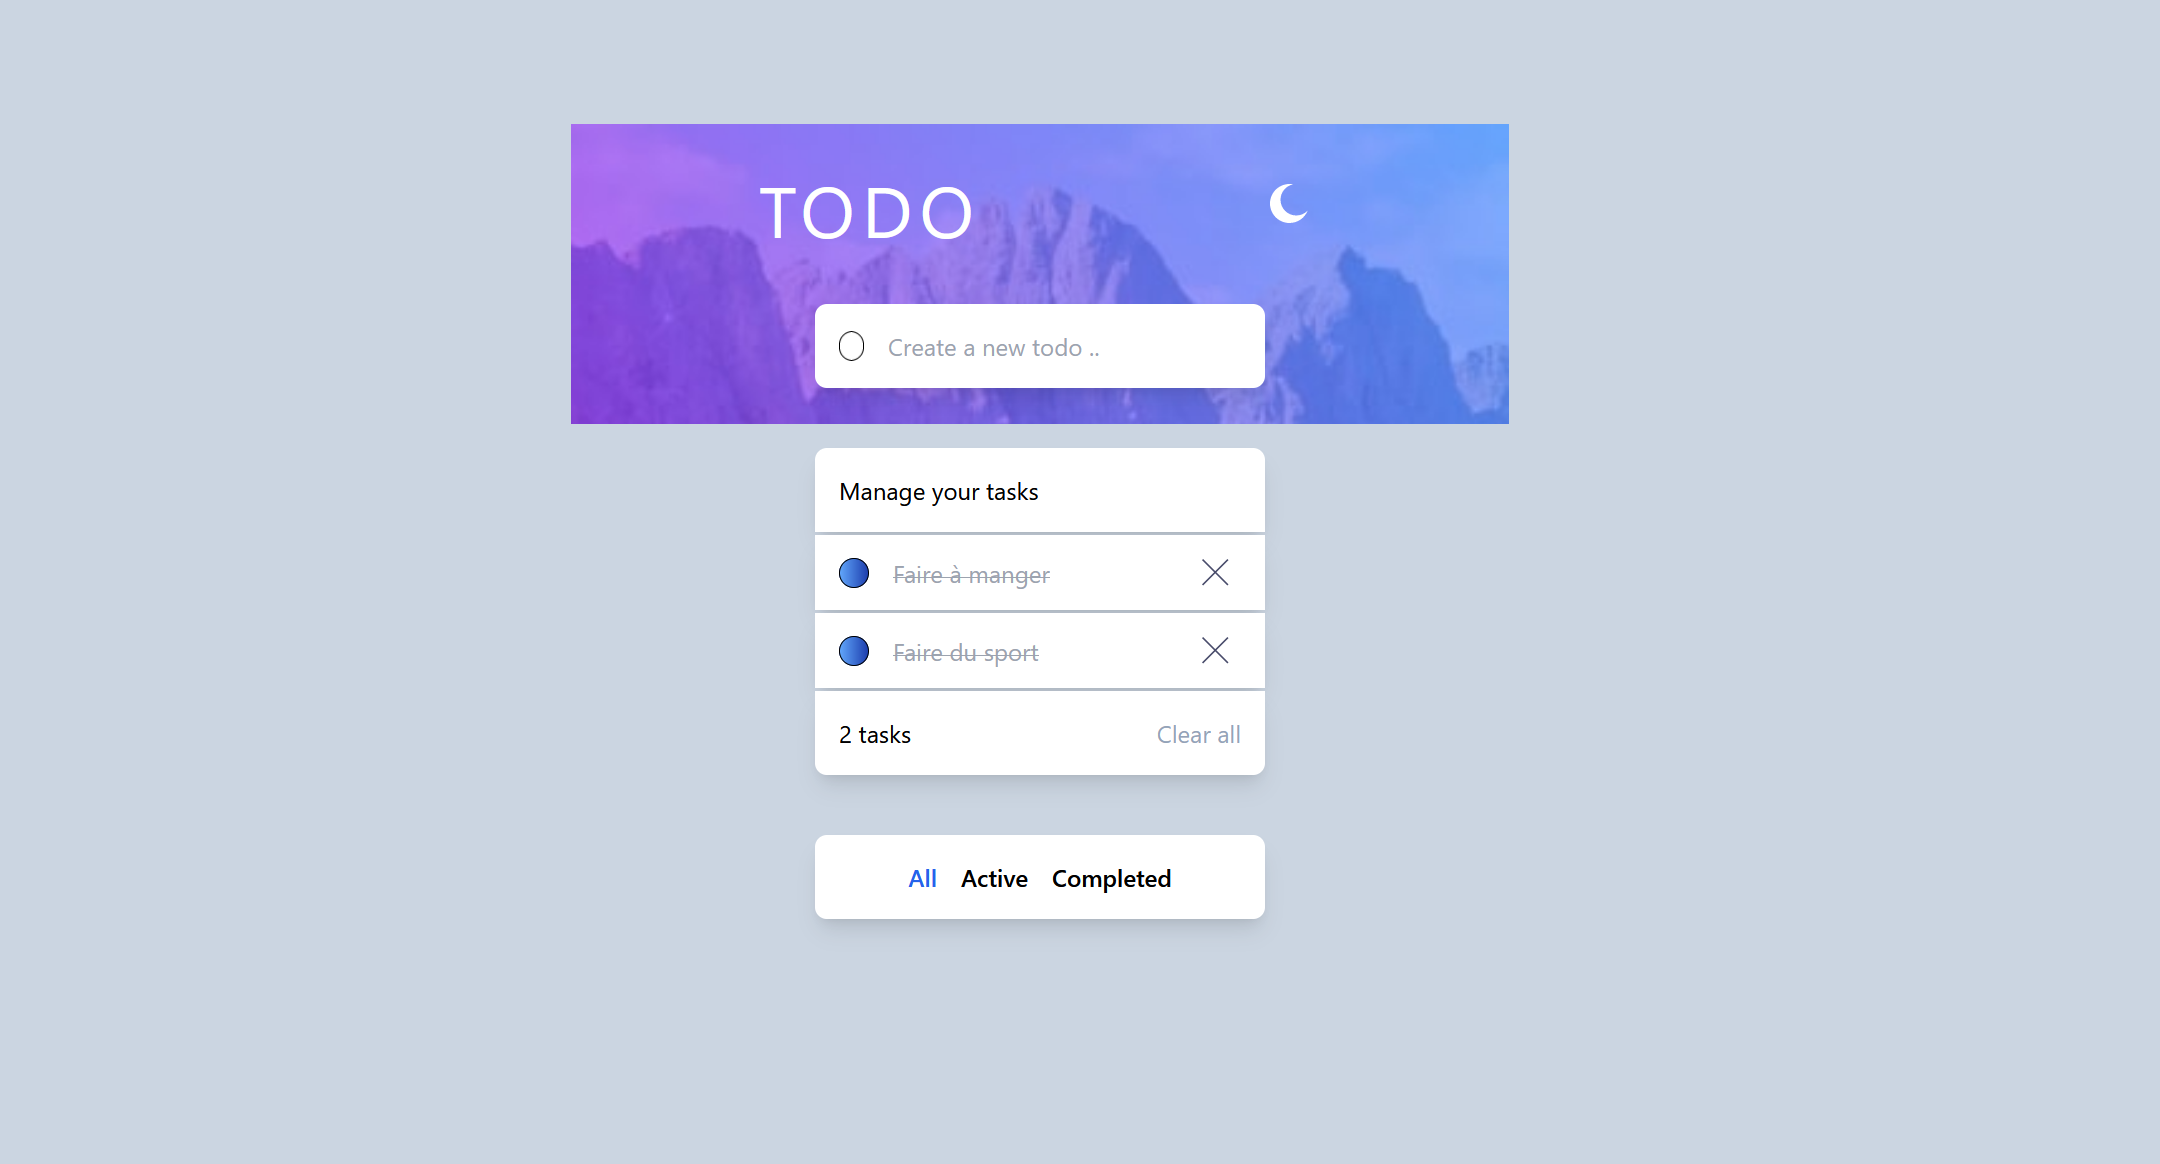 TODO
Create a new todo ..
Manage your tasks
Faire à manger
Faire du sport
2 tasks Clear all
All Active Completed